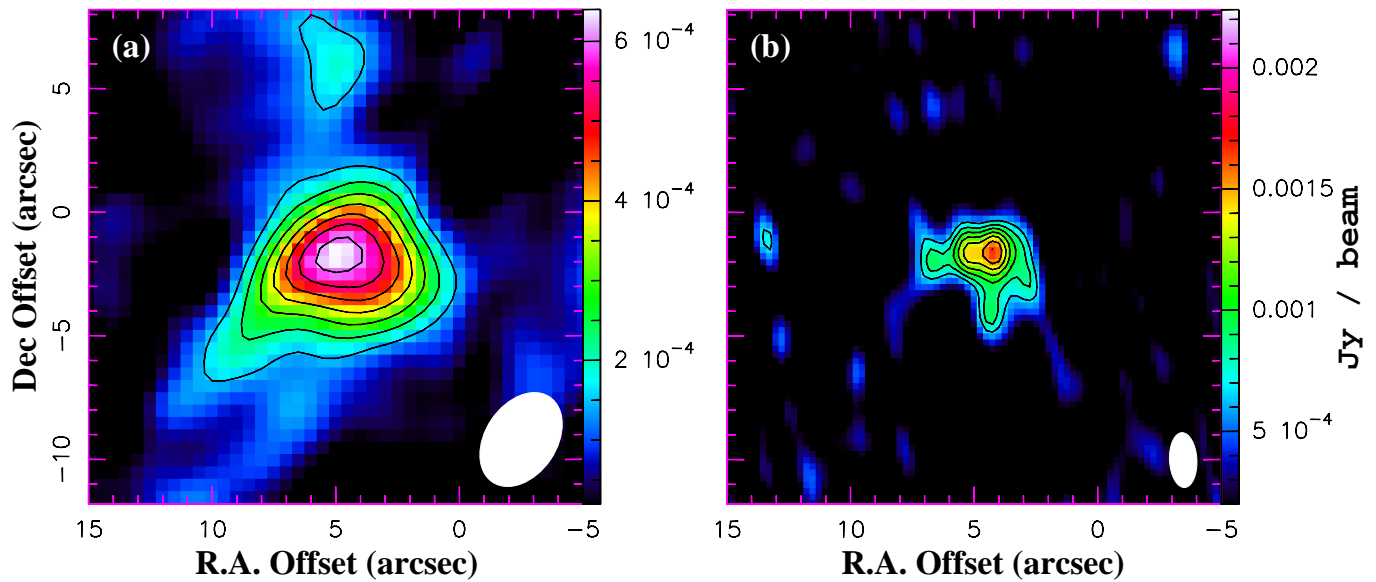 (a)
5
0
−5
−10
Dec Offset (arcsec)
15 10 5 0 −5
R.A. Offset (arcsec)
6 10⁻⁴
4 10⁻⁴
2 10⁻⁴
(b)
15 10 5 0 −5
R.A. Offset (arcsec)
0.002
0.0015
0.001
5 10⁻⁴
Jy / beam